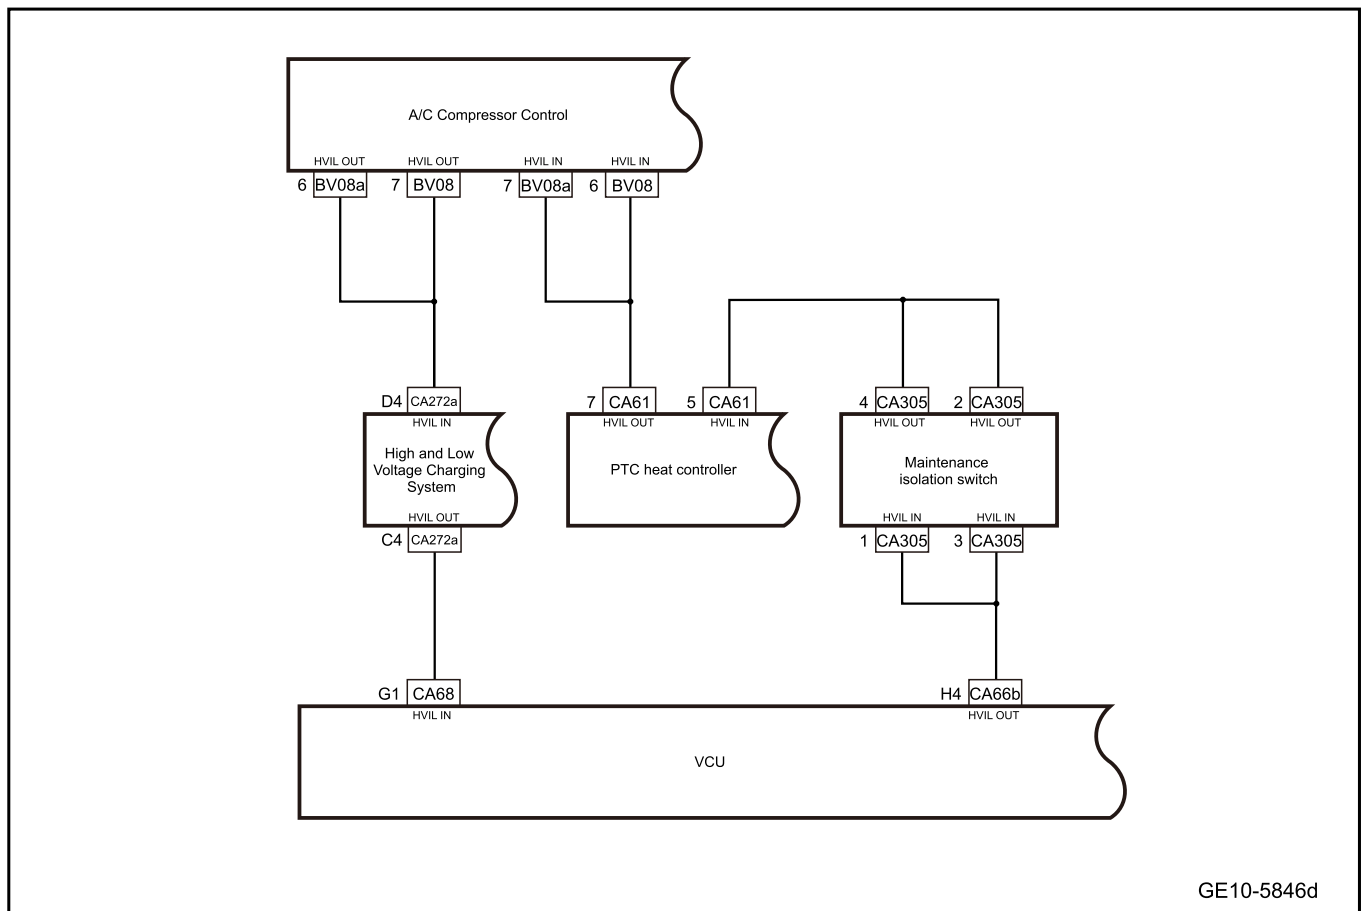 A/C Compressor Control
HVIL OUT HVIL OUT HVIL IN HVIL IN
6 BV08a 7 BV08 7 BV08a 6 BV08
D4 CA272a 7 CA61 5 CA61 4 CA305 2 CA305
HVIL IN HVIL OUT HVIL IN HVIL OUT HVIL OUT
High and Low
Voltage Charging
System
PTC heat controller
Maintenance
isolation switch
HVIL OUT HVIL IN HVIL IN
C4 CA272a 1 CA305 3 CA305
G1 CA68 H4 CA66b
HVIL IN HVIL OUT
VCU
GE10-5846d